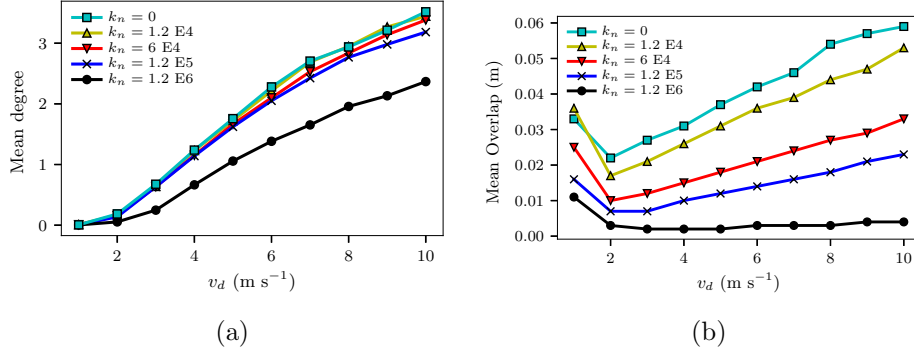 Mean degree
3
2
1
0
k_n = 0
k_n = 1.2 E4
k_n = 6 E4
k_n = 1.2 E5
k_n = 1.2 E6
2 4 6 8 10
v_d (m s⁻¹)
(a)
Mean Overlap (m)
0.06
0.05
0.04
0.03
0.02
0.01
0.00
k_n = 0
k_n = 1.2 E4
k_n = 6 E4
k_n = 1.2 E5
k_n = 1.2 E6
2 4 6 8 10
v_d (m s⁻¹)
(b)